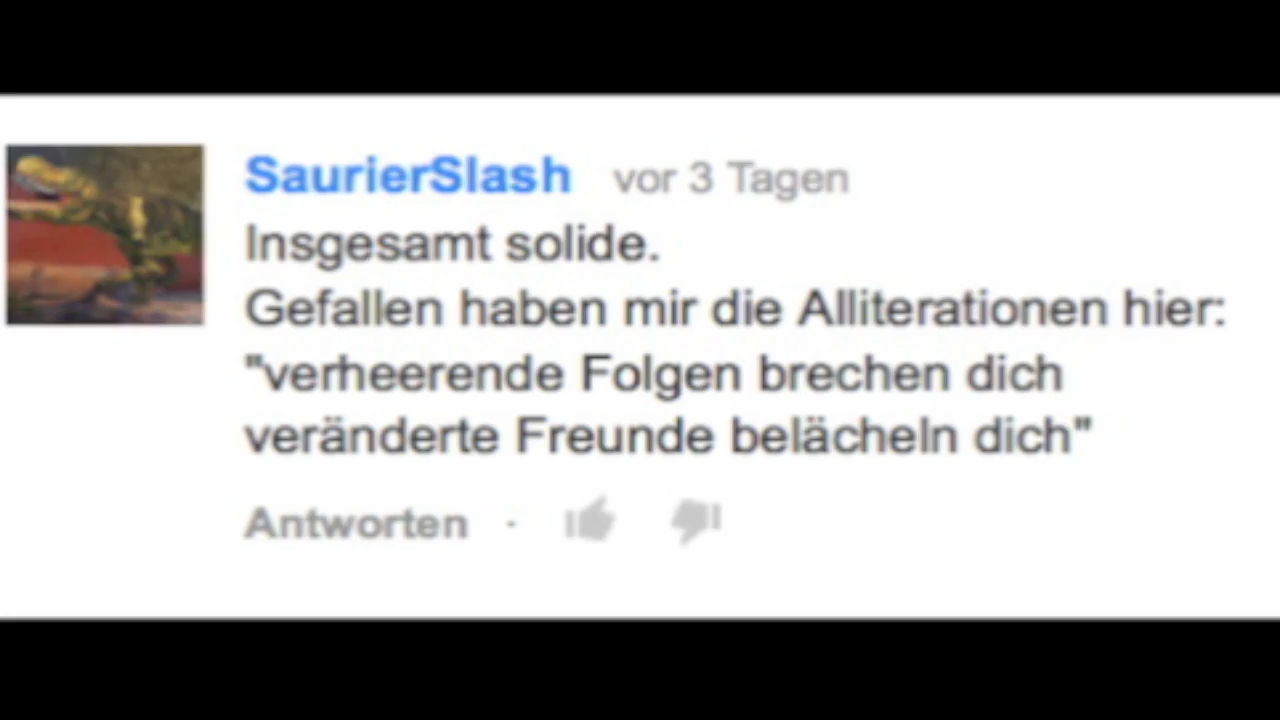 SaurierSlash vor 3 Tagen
Insgesamt solide.
Gefallen haben mir die Alliterationen hier:
"verheerende Folgen brechen dich
veränderte Freunde belächeln dich"
Antworten ·